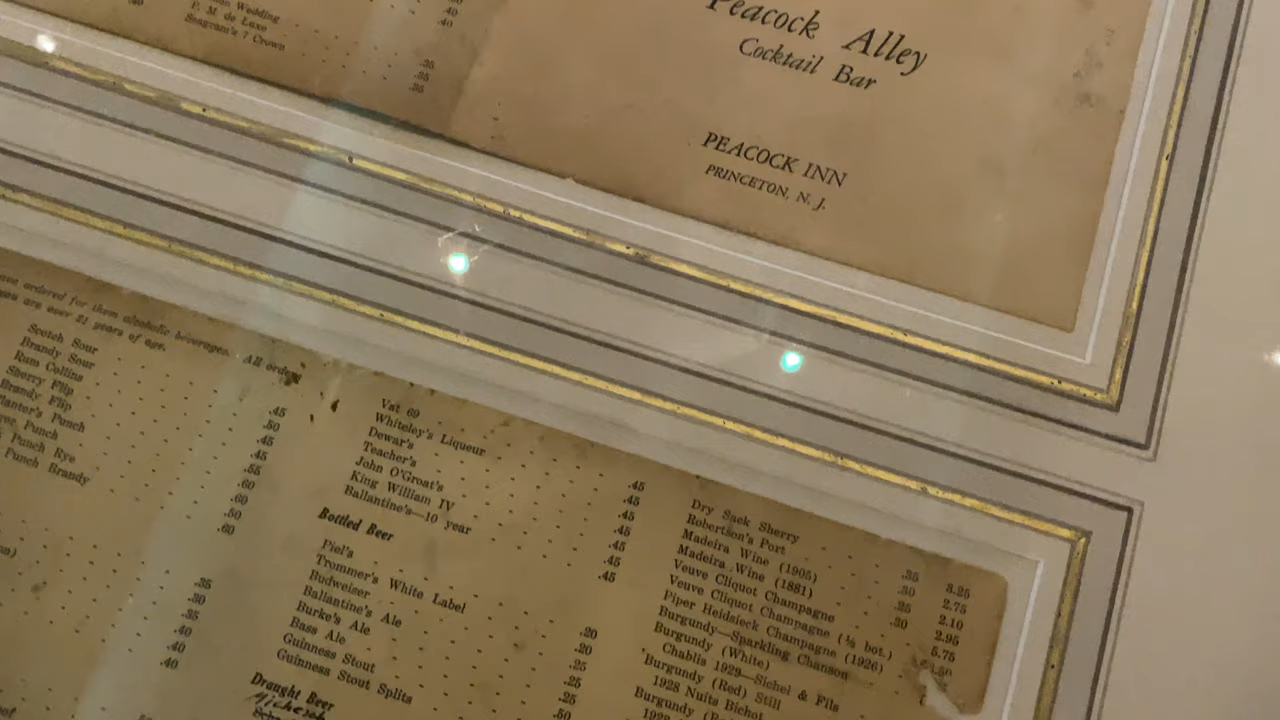 Wedding
P. M. de Luxe
Seagram's 7 Crown
.40
.40
.35
.35
.35
Peacock Alley
Cocktail Bar
PEACOCK INN
PRINCETON, N. J.
ordered for them alcoholic beverages. All orders
are over 21 years of age.
Scotch Sour
Brandy Sour
Rum Collins
Sherry Flip
Brandy Flip
Planter's Punch
Punch
Punch Rye
Punch Brandy
.45
.50
.45
.45
.55
.60
.60
.50
.60
.35
.30
.35
.40
.40
.40
Vat 69
Whiteley's Liqueur
Dewar's
Teacher's
John O'Groat's
King William IV
Ballantine's—10 year
.45
.45
.45
.45
.45
.45
.45
Bottled Beer
Piel's
Trommer's White Label
Budweiser
Ballantine's Ale
Burke's Ale
Bass Ale
Guinness Stout
Guinness Stout Splits
.20
.20
.25
.25
.25
.50
Draught Beer
Dry Sack Sherry
Robertson's Port
Madeira Wine (1905)
Madeira Wine (1881)
Veuve Cliquot Champagne
Veuve Cliquot Champagne (½ bot.)
Piper Heidsieck Champagne (1926)
Burgundy—Sparkling Chanson
Burgundy (White)
Chablis 1929—Sichel & Fils
Burgundy (Red) Still
1928 Nuits Bichot
Burgundy
.35 3.25
.30 2.75
.25 2.10
.30 2.95
5.75